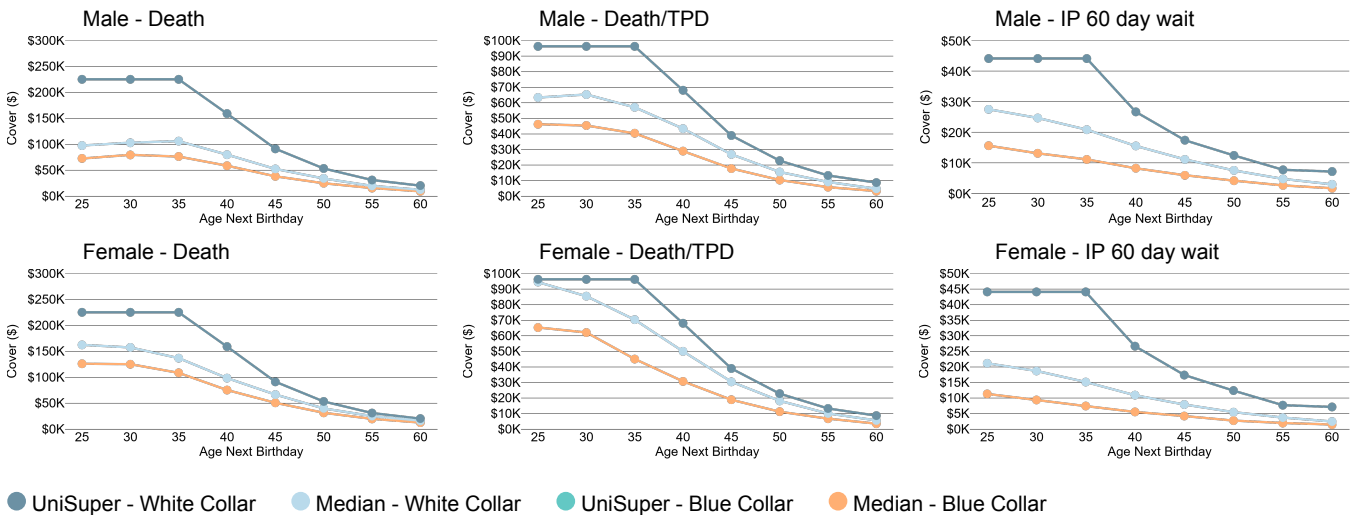 Male - Death
$300K
$250K
$200K
$150K
$100K
$50K
$0K
Cover ($)
25 30 35 40 45 50 55 60
Age Next Birthday
Male - Death/TPD
$100K
$90K
$80K
$70K
$60K
$50K
$40K
$30K
$20K
$10K
$0K
Cover ($)
25 30 35 40 45 50 55 60
Age Next Birthday
Male - IP 60 day wait
$50K
$40K
$30K
$20K
$10K
$0K
Cover ($)
25 30 35 40 45 50 55 60
Age Next Birthday
Female - Death
$300K
$250K
$200K
$150K
$100K
$50K
$0K
Cover ($)
25 30 35 40 45 50 55 60
Age Next Birthday
Female - Death/TPD
$100K
$90K
$80K
$70K
$60K
$50K
$40K
$30K
$20K
$10K
$0K
Cover ($)
25 30 35 40 45 50 55 60
Age Next Birthday
Female - IP 60 day wait
$50K
$45K
$40K
$35K
$30K
$25K
$20K
$15K
$10K
$5K
$0K
Cover ($)
25 30 35 40 45 50 55 60
Age Next Birthday
UniSuper - White Collar Median - White Collar UniSuper - Blue Collar Median - Blue Collar